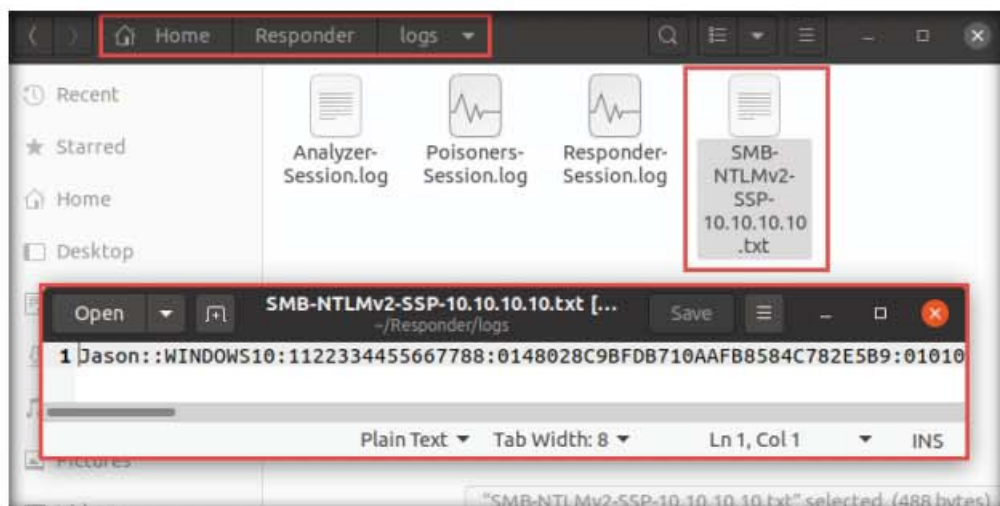 Home Responder logs
Recent
Starred
Home
Desktop
Analyzer-
Session.log
Poisoners-
Session.log
Responder-
Session.log
SMB-
NTLMv2-
SSP-
10.10.10.10
.txt
Open
SMB-NTLMv2-SSP-10.10.10.10.txt [...
~/Responder/logs
Save
1 Jason::WINDOWS10:1122334455667788:0148028C9BFDB710AAFB8584C782E5B9:01010
Plain Text Tab Width: 8 Ln 1, Col 1 INS
Pictures
"SMB-NTLMv2-SSP-10.10.10.10.txt" selected (488 bytes)